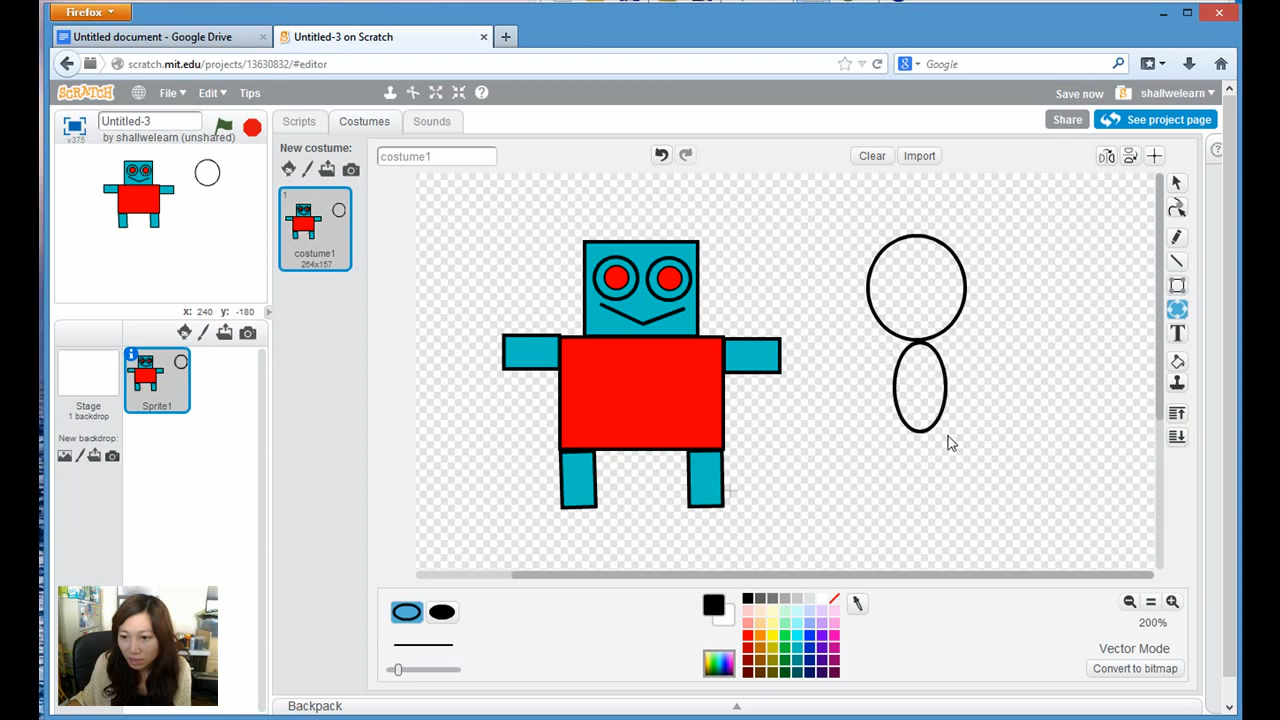 Firefox
Untitled document - Google Drive
Untitled-3 on Scratch
scratch.mit.edu/projects/13630832/#editor
Google
SCRATCH
File
Edit
Tips
Save now
shallwelearn
Untitled-3
by shallwelearn (unshared)
v375
Scripts
Costumes
Sounds
Share
See project page
New costume:
costume1
Clear
Import
1
costume1
264x157
x: 240 y: -180
Stage
1 backdrop
New backdrop:
Sprite1
T
200%
Vector Mode
Convert to bitmap
Backpack